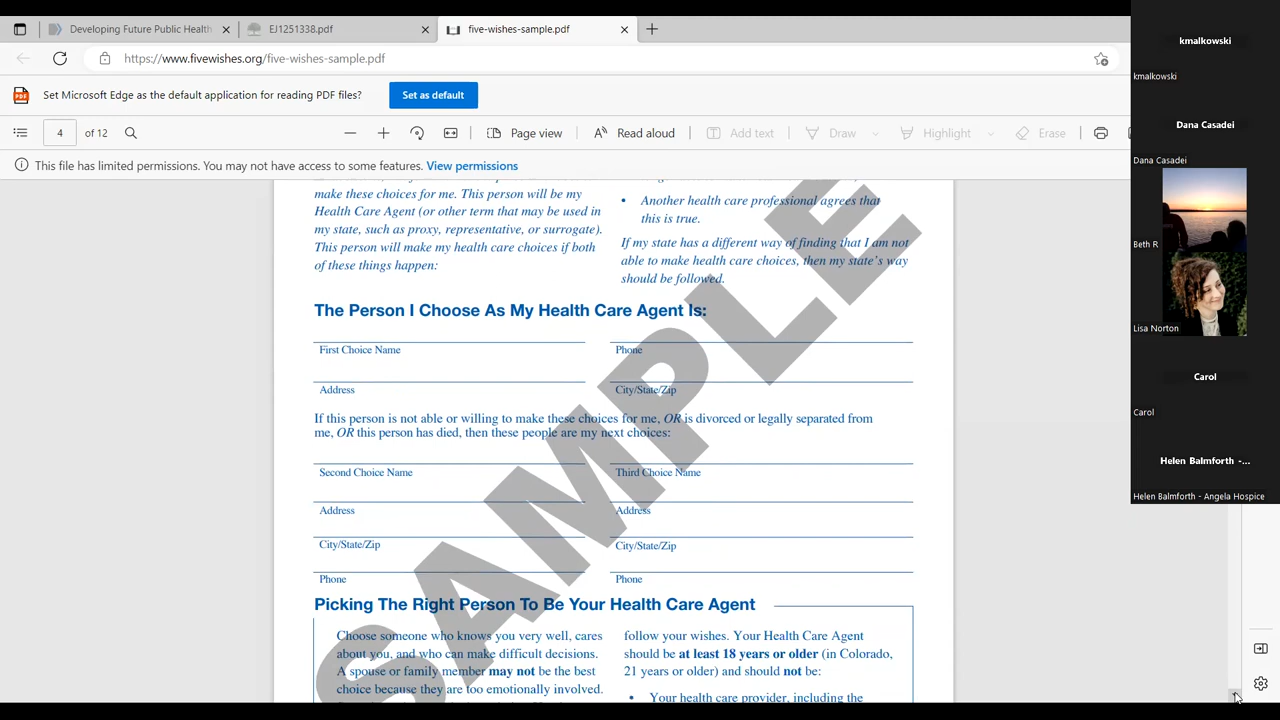 Developing Future Public Health
EJ1251338.pdf
five-wishes-sample.pdf
https://www.fivewishes.org/five-wishes-sample.pdf
Set Microsoft Edge as the default application for reading PDF files?
Set as default
4 of 12
Page view
Read aloud
Add text
Draw
Highlight
Erase
This file has limited permissions. You may not have access to some features. View permissions
make these choices for me. This person will be my
Health Care Agent (or other term that may be used in
my state, such as proxy, representative, or surrogate).
This person will make my health care choices if both
of these things happen:
• Another health care professional agrees that
this is true.
If my state has a different way of finding that I am not
able to make health care choices, then my state's way
should be followed.
The Person I Choose As My Health Care Agent Is:
First Choice Name
Phone
Address
City/State/Zip
If this person is not able or willing to make these choices for me, OR is divorced or legally separated from
me, OR this person has died, then these people are my next choices:
Second Choice Name
Third Choice Name
Address
Address
City/State/Zip
City/State/Zip
Phone
Phone
Picking The Right Person To Be Your Health Care Agent
Choose someone who knows you very well, cares
about you, and who can make difficult decisions.
A spouse or family member may not be the best
choice because they are too emotionally involved.
follow your wishes. Your Health Care Agent
should be at least 18 years or older (in Colorado,
21 years or older) and should not be:
• Your health care provider, including the
SAMPLE
kmalkowski
kmalkowski
Dana Casadei
Dana Casadei
Beth R
Lisa Norton
Carol
Carol
Helen Balmforth -...
Helen Balmforth - Angela Hospice